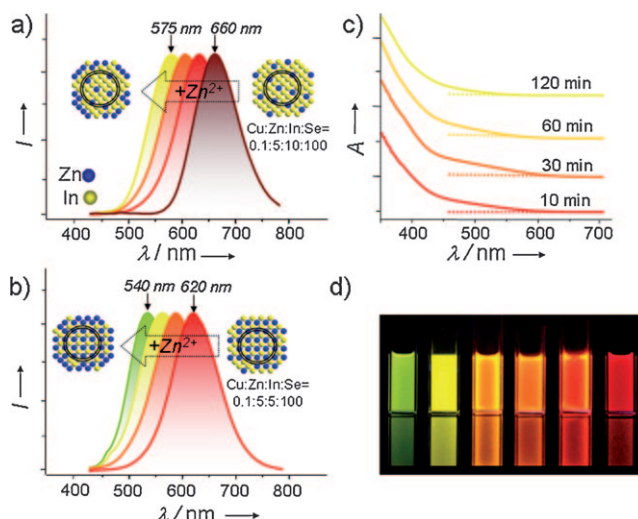 a)
575 nm 660 nm
+Zn2+
Cu:Zn:In:Se=
0.1:5:10:100
Zn
In
I
400 500 600 700 800
λ / nm
b)
540 nm 620 nm
+Zn2+
Cu:Zn:In:Se=
0.1:5:5:100
I
400 500 600 700 800
λ / nm
c)
120 min
60 min
30 min
10 min
A
400 500 600 700
λ / nm
d)